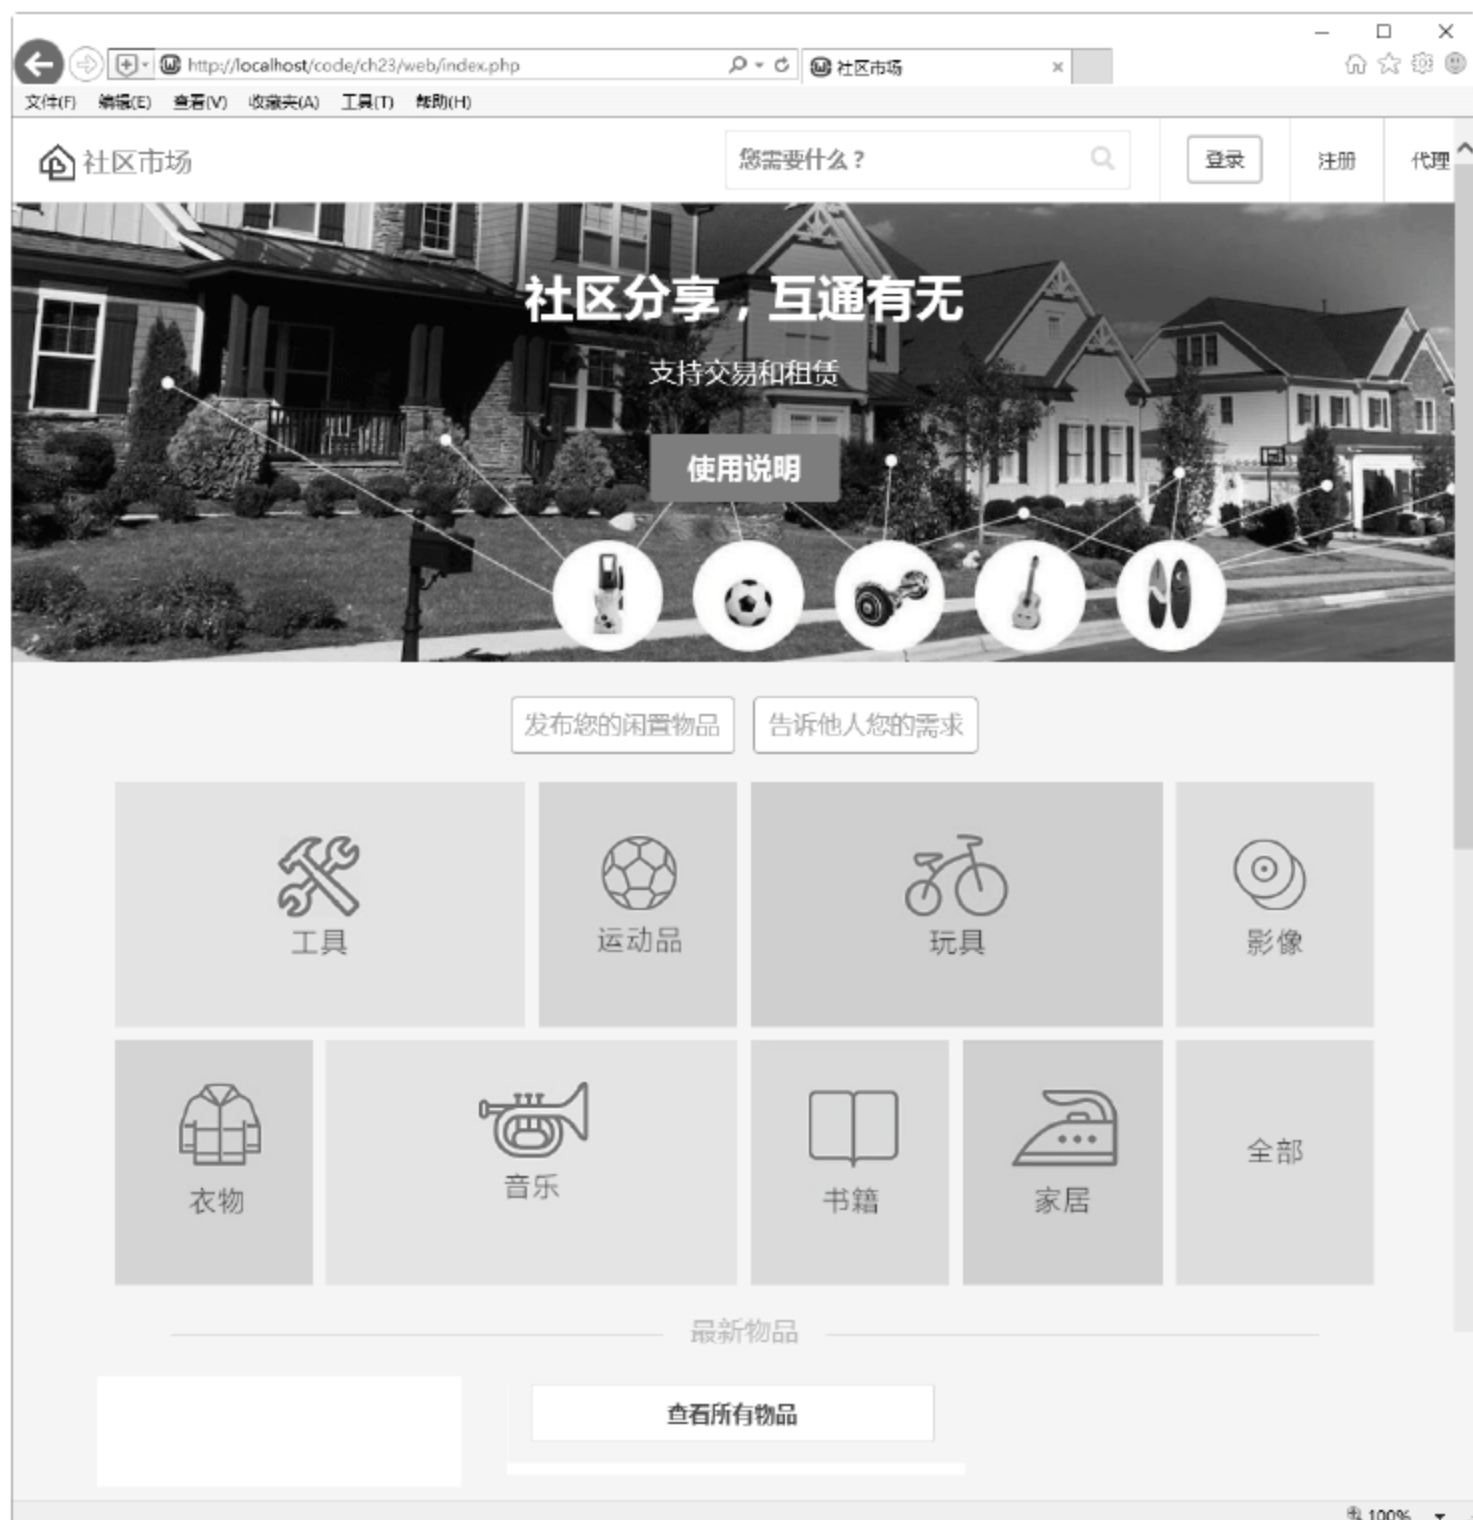 http://localhost/code/ch23/web/index.php
社区市场
文件(F) 编辑(E) 查看(V) 收藏夹(A) 工具(T) 帮助(H)
社区市场 您需要什么？ 登录 注册 代理
社区分享，互通有无
支持交易和租赁
使用说明
发布您的闲置物品 告诉他人您的需求
工具 运动品 玩具 影像
衣物 音乐 书籍 家居 全部
最新物品
查看所有物品
100%